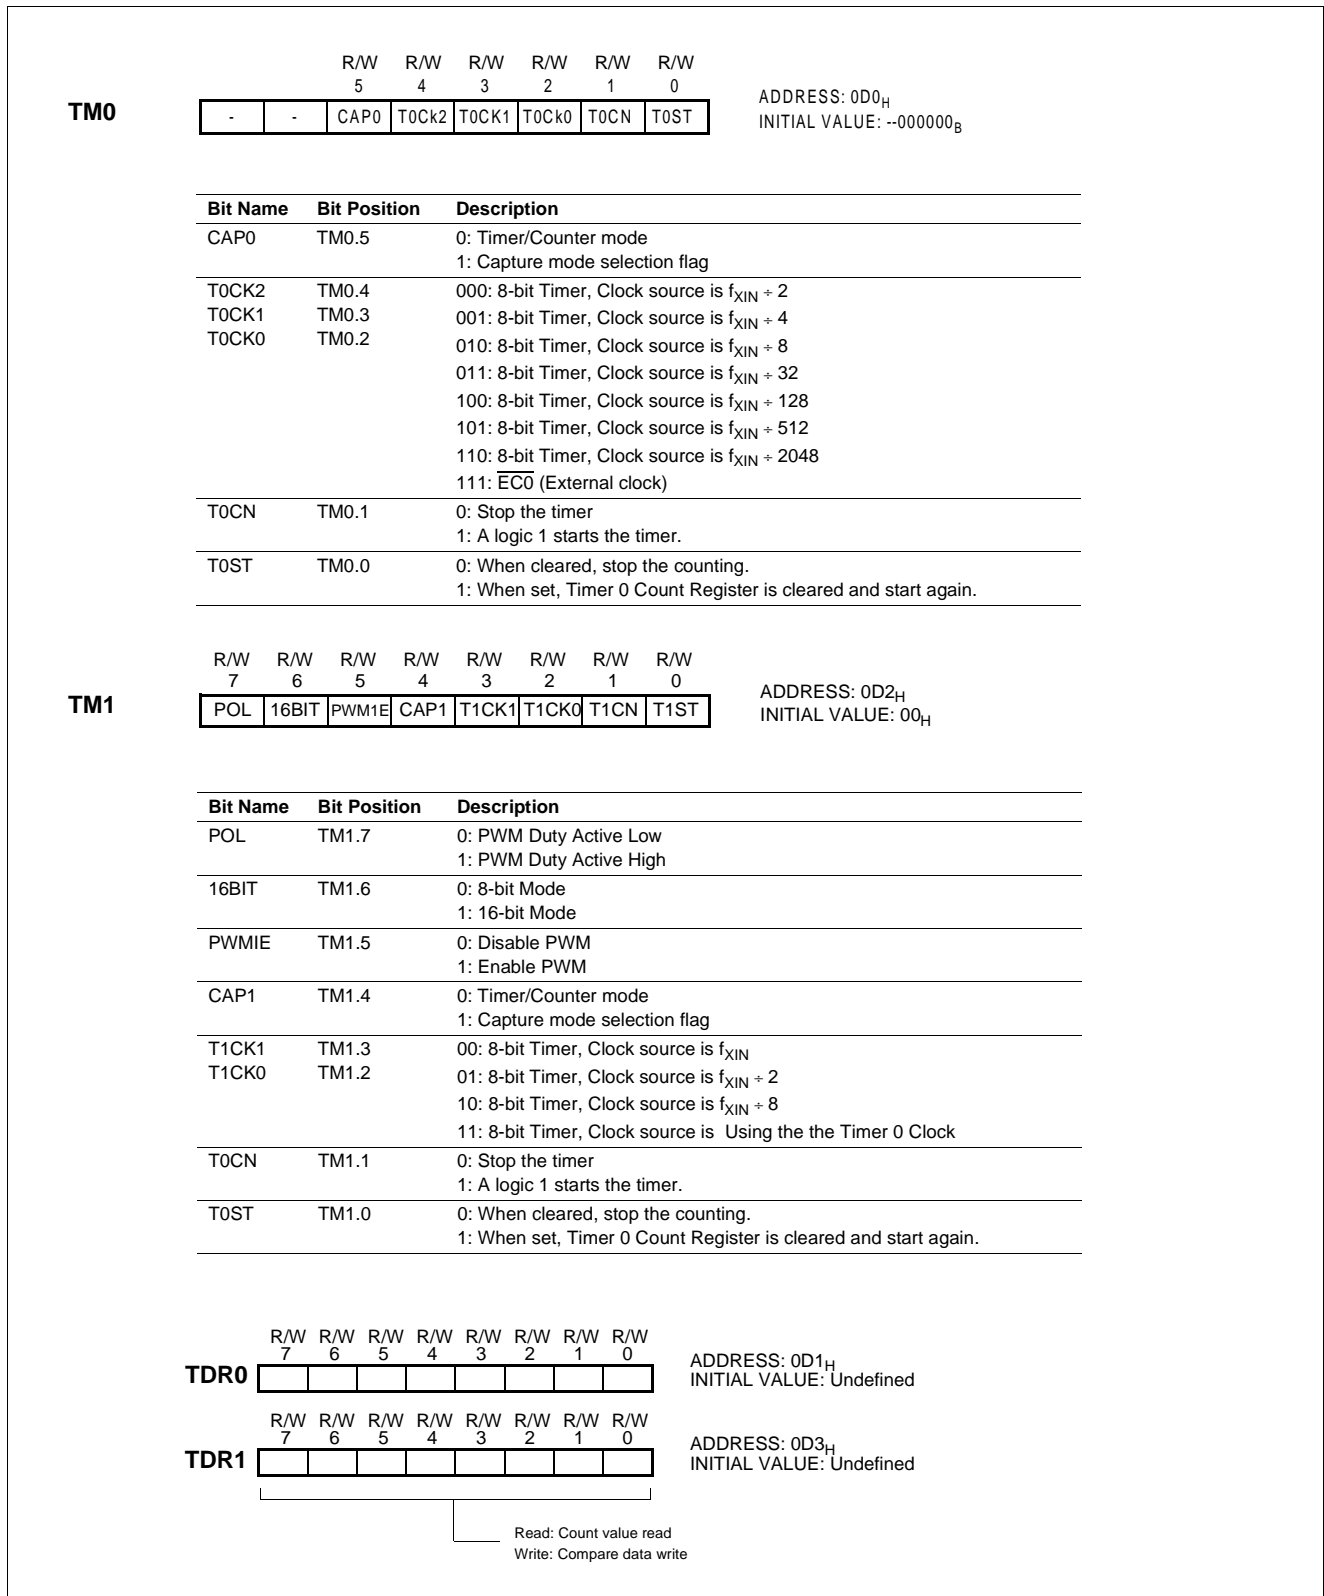 R/W R/W R/W R/W R/W R/W
5 4 3 2 1 0
TM0 - - CAP0 T0Ck2 T0CK1 T0Ck0 T0CN T0ST
ADDRESS: 0D0H
INITIAL VALUE: --000000B
Bit Name Bit Position Description
CAP0 TM0.5 0: Timer/Counter mode
1: Capture mode selection flag
T0CK2 TM0.4 000: 8-bit Timer, Clock source is fXIN ÷ 2
T0CK1 TM0.3 001: 8-bit Timer, Clock source is fXIN ÷ 4
T0CK0 TM0.2 010: 8-bit Timer, Clock source is fXIN ÷ 8
011: 8-bit Timer, Clock source is fXIN ÷ 32
100: 8-bit Timer, Clock source is fXIN ÷ 128
101: 8-bit Timer, Clock source is fXIN ÷ 512
110: 8-bit Timer, Clock source is fXIN ÷ 2048
111: EC0 (External clock)
T0CN TM0.1 0: Stop the timer
1: A logic 1 starts the timer.
T0ST TM0.0 0: When cleared, stop the counting.
1: When set, Timer 0 Count Register is cleared and start again.
R/W R/W R/W R/W R/W R/W R/W R/W
7 6 5 4 3 2 1 0
TM1 POL 16BIT PWM1E CAP1 T1CK1 T1CK0 T1CN T1ST
ADDRESS: 0D2H
INITIAL VALUE: 00H
Bit Name Bit Position Description
POL TM1.7 0: PWM Duty Active Low
1: PWM Duty Active High
16BIT TM1.6 0: 8-bit Mode
1: 16-bit Mode
PWMIE TM1.5 0: Disable PWM
1: Enable PWM
CAP1 TM1.4 0: Timer/Counter mode
1: Capture mode selection flag
T1CK1 TM1.3 00: 8-bit Timer, Clock source is fXIN
T1CK0 TM1.2 01: 8-bit Timer, Clock source is fXIN ÷ 2
10: 8-bit Timer, Clock source is fXIN ÷ 8
11: 8-bit Timer, Clock source is Using the the Timer 0 Clock
T0CN TM1.1 0: Stop the timer
1: A logic 1 starts the timer.
T0ST TM1.0 0: When cleared, stop the counting.
1: When set, Timer 0 Count Register is cleared and start again.
R/W R/W R/W R/W R/W R/W R/W R/W
7 6 5 4 3 2 1 0
TDR0
ADDRESS: 0D1H
INITIAL VALUE: Undefined
R/W R/W R/W R/W R/W R/W R/W R/W
7 6 5 4 3 2 1 0
TDR1
ADDRESS: 0D3H
INITIAL VALUE: Undefined
Read: Count value read
Write: Compare data write